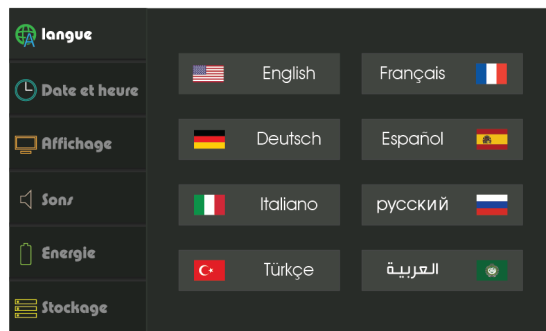 langue
Date et heure
Affichage
Sons
Energie
Stockage
English
Français
Deutsch
Español
Italiano
русский
Türkçe
العربية